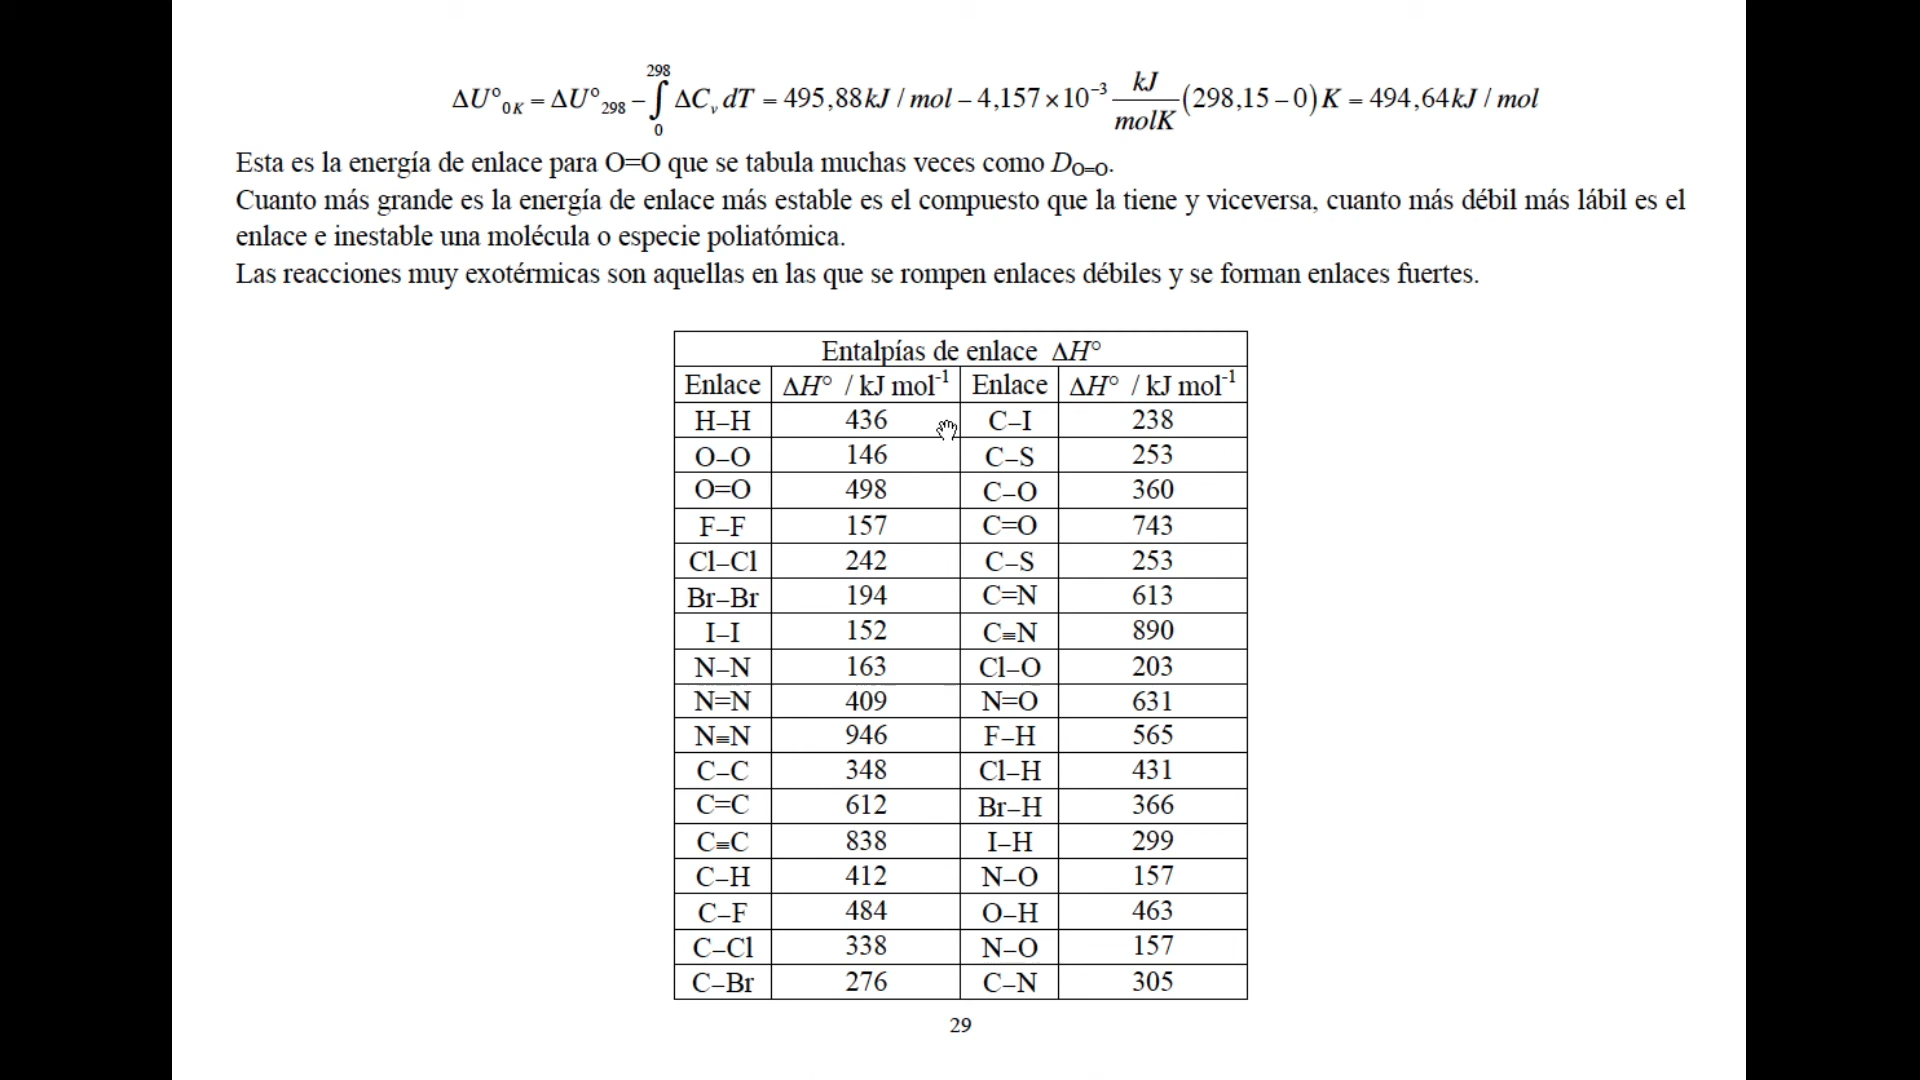 ΔU°₀K = ΔU°₂₉₈ − ∫₀²⁹⁸ ΔCᵥ dT = 495,88 kJ / mol − 4,157×10⁻³ kJ/molK (298,15 − 0) K = 494,64 kJ / mol
Esta es la energía de enlace para O=O que se tabula muchas veces como D_O=O.
Cuanto más grande es la energía de enlace más estable es el compuesto que la tiene y viceversa, cuanto más débil más lábil es el
enlace e inestable una molécula o especie poliatómica.
Las reacciones muy exotérmicas son aquellas en las que se rompen enlaces débiles y se forman enlaces fuertes.
Entalpías de enlace ΔH°
Enlace ΔH° / kJ mol⁻¹ Enlace ΔH° / kJ mol⁻¹
H–H 436 C–I 238
O–O 146 C–S 253
O=O 498 C–O 360
F–F 157 C=O 743
Cl–Cl 242 C–S 253
Br–Br 194 C=N 613
I–I 152 C≡N 890
N–N 163 Cl–O 203
N=N 409 N=O 631
N≡N 946 F–H 565
C–C 348 Cl–H 431
C=C 612 Br–H 366
C≡C 838 I–H 299
C–H 412 N–O 157
C–F 484 O–H 463
C–Cl 338 N–O 157
C–Br 276 C–N 305
29